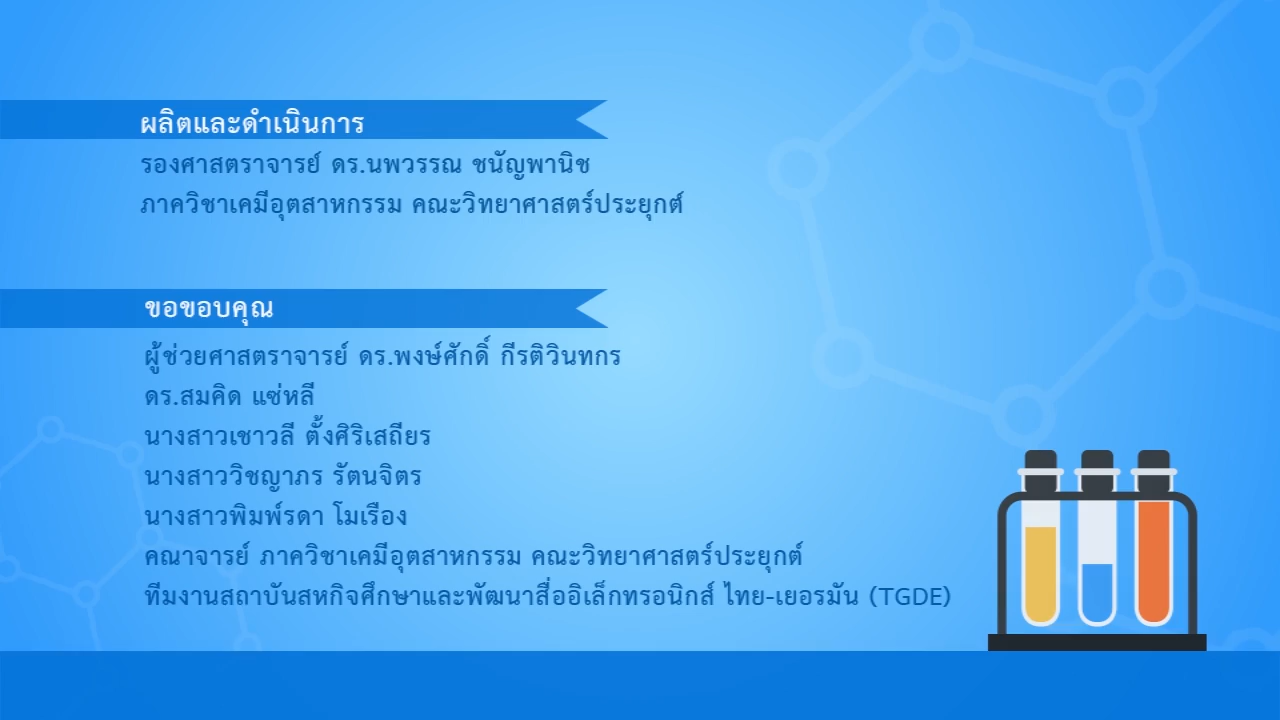 ผลิตและดำเนินการ
รองศาสตราจารย์ ดร.นพวรรณ ชนัญพานิช
ภาควิชาเคมีอุตสาหกรรม คณะวิทยาศาสตร์ประยุกต์
ขอขอบคุณ
ผู้ช่วยศาสตราจารย์ ดร.พงษ์ศักดิ์ กีรติวินทกร
ดร.สมคิด แซ่หลี
นางสาวเชาวลี ตั้งศิริเสถียร
นางสาววิชญาภร รัตนจิตร
นางสาวพิมพ์รดา โมเรือง
คณาจารย์ ภาควิชาเคมีอุตสาหกรรม คณะวิทยาศาสตร์ประยุกต์
ทีมงานสถาบันสหกิจศึกษาและพัฒนาสื่ออิเล็กทรอนิกส์ ไทย-เยอรมัน (TGDE)